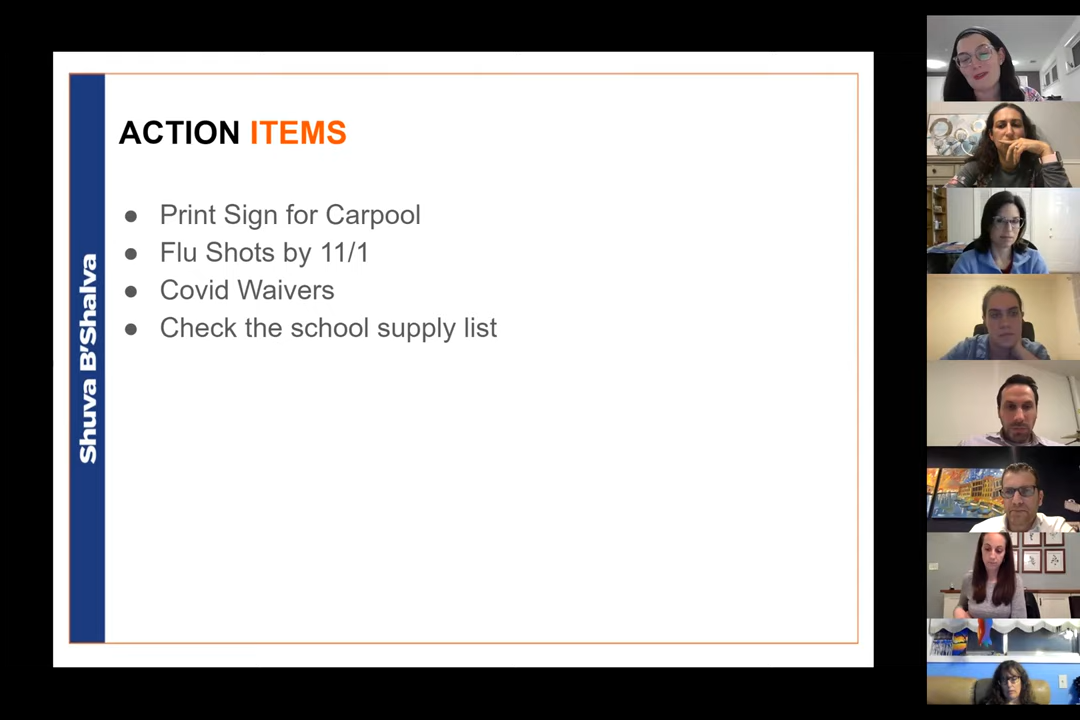 ACTION ITEMS
● Print Sign for Carpool
● Flu Shots by 11/1
● Covid Waivers
● Check the school supply list
Shuva B'Shalva